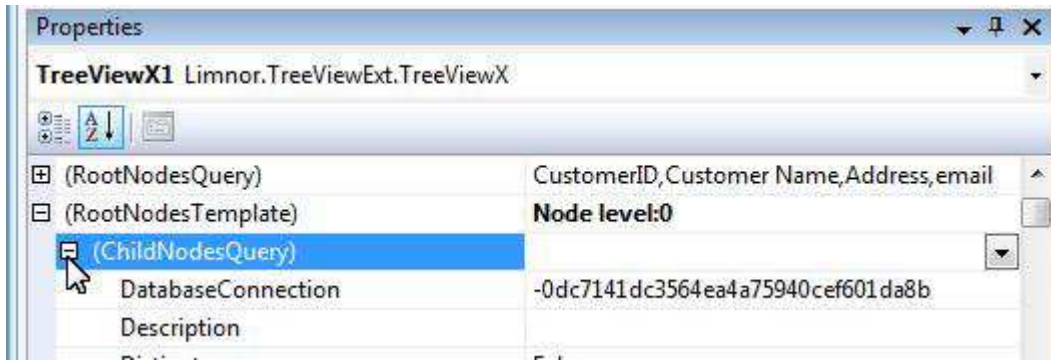 Properties
TreeViewX1 Limnor.TreeViewExt.TreeViewX
A
Z
(RootNodesQuery) CustomerID,Customer Name,Address,email
(RootNodesTemplate) Node level:0
(ChildNodesQuery)
DatabaseConnection -0dc7141dc3564ea4a75940cef601da8b
Description